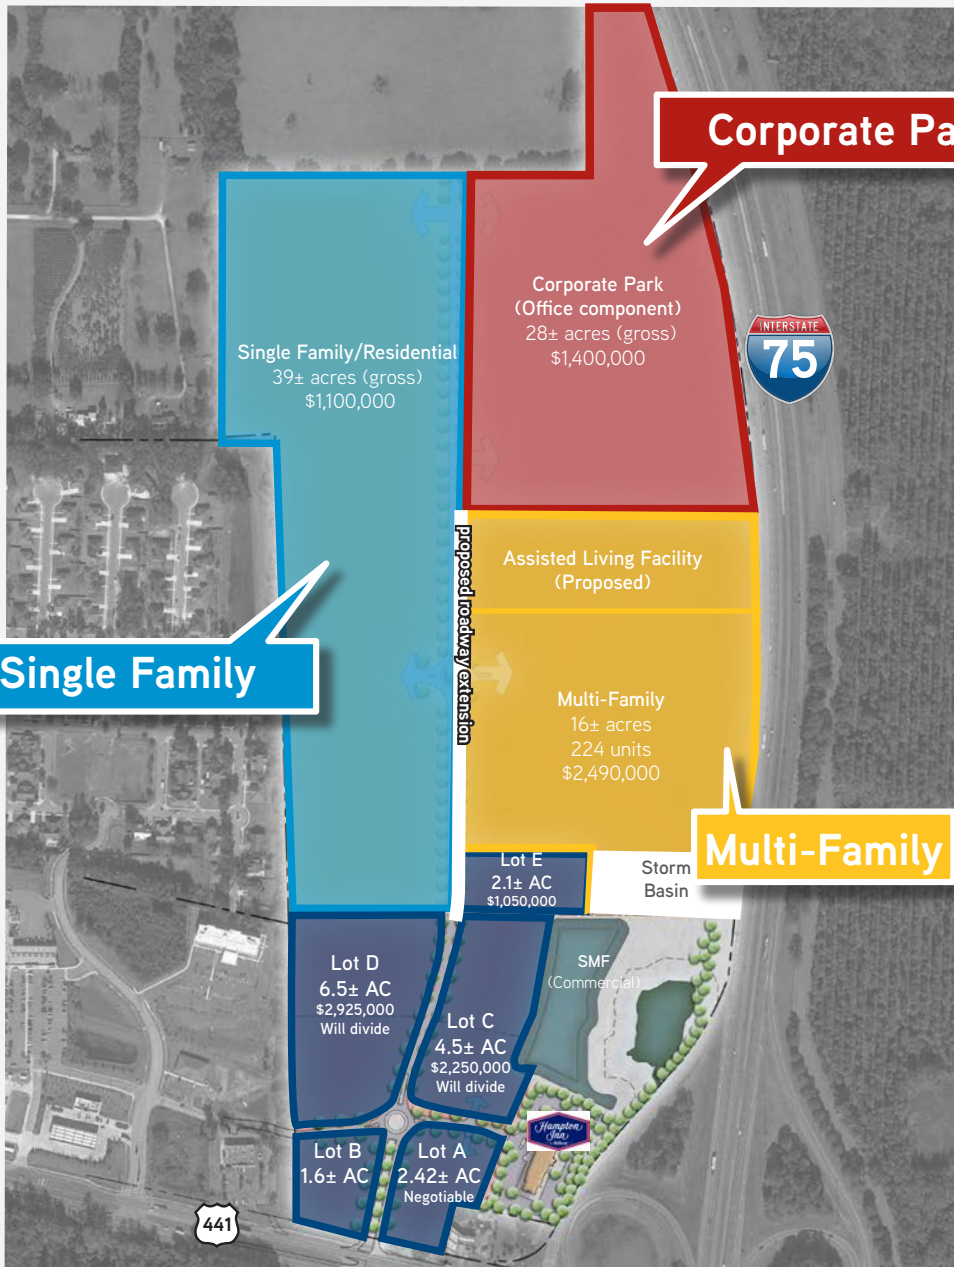 Corporate Pa
Corporate Park
(Office component)
28± acres (gross)
$1,400,000
INTERSTATE
75
Single Family/Residential
39± acres (gross)
$1,100,000
proposed roadway extension
Assisted Living Facility
(Proposed)
Single Family
Multi-Family
16± acres
224 units
$2,490,000
Multi-Family
Lot E
2.1± AC
$1,050,000
Storm
Basin
Lot D
6.5± AC
$2,925,000
Will divide
SMF
(Commercial)
Lot C
4.5± AC
$2,250,000
Will divide
Hampton
Inn
Lot B
1.6± AC
Lot A
2.42± AC
Negotiable
441